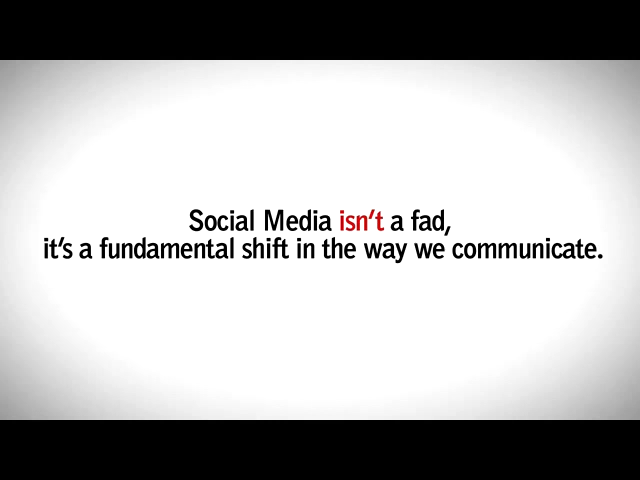 Social Media isn't a fad,
it's a fundamental shift in the way we communicate.